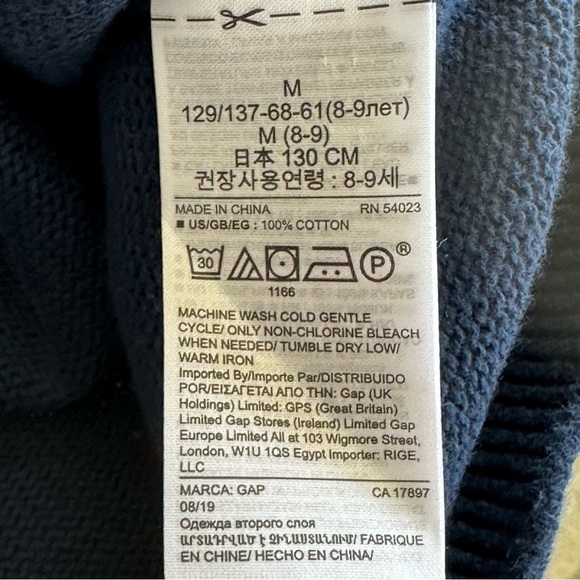 M
129/137-68-61(8-9лет)
M (8-9)
日本 130 CM
권장사용연령 : 8-9세
MADE IN CHINA RN 54023
■ US/GB/EG : 100% COTTON
30 P ®
1166
MACHINE WASH COLD GENTLE
CYCLE/ ONLY NON-CHLORINE BLEACH
WHEN NEEDED/ TUMBLE DRY LOW/
WARM IRON
Imported By/Importe Par/DISTRIBUIDO
POR/ΕΙΣΑΓΕΤΑΙ ΑΠΟ ΤΗΝ: Gap (UK
Holdings) Limited: GPS (Great Britain)
Limited Gap Stores (Ireland) Limited Gap
Europe Limited All at 103 Wigmore Street,
London, W1U 1QS Egypt Importer: RIGE,
LLC
MARCA: GAP CA 17897
08/19
Одежда второго слоя
ԱՐՏԱԴՐՎԱԾ Է ՉԻՆԱՍՏԱՆՈՒՄ/ FABRIQUE
EN CHINE/ HECHO EN CHINA/